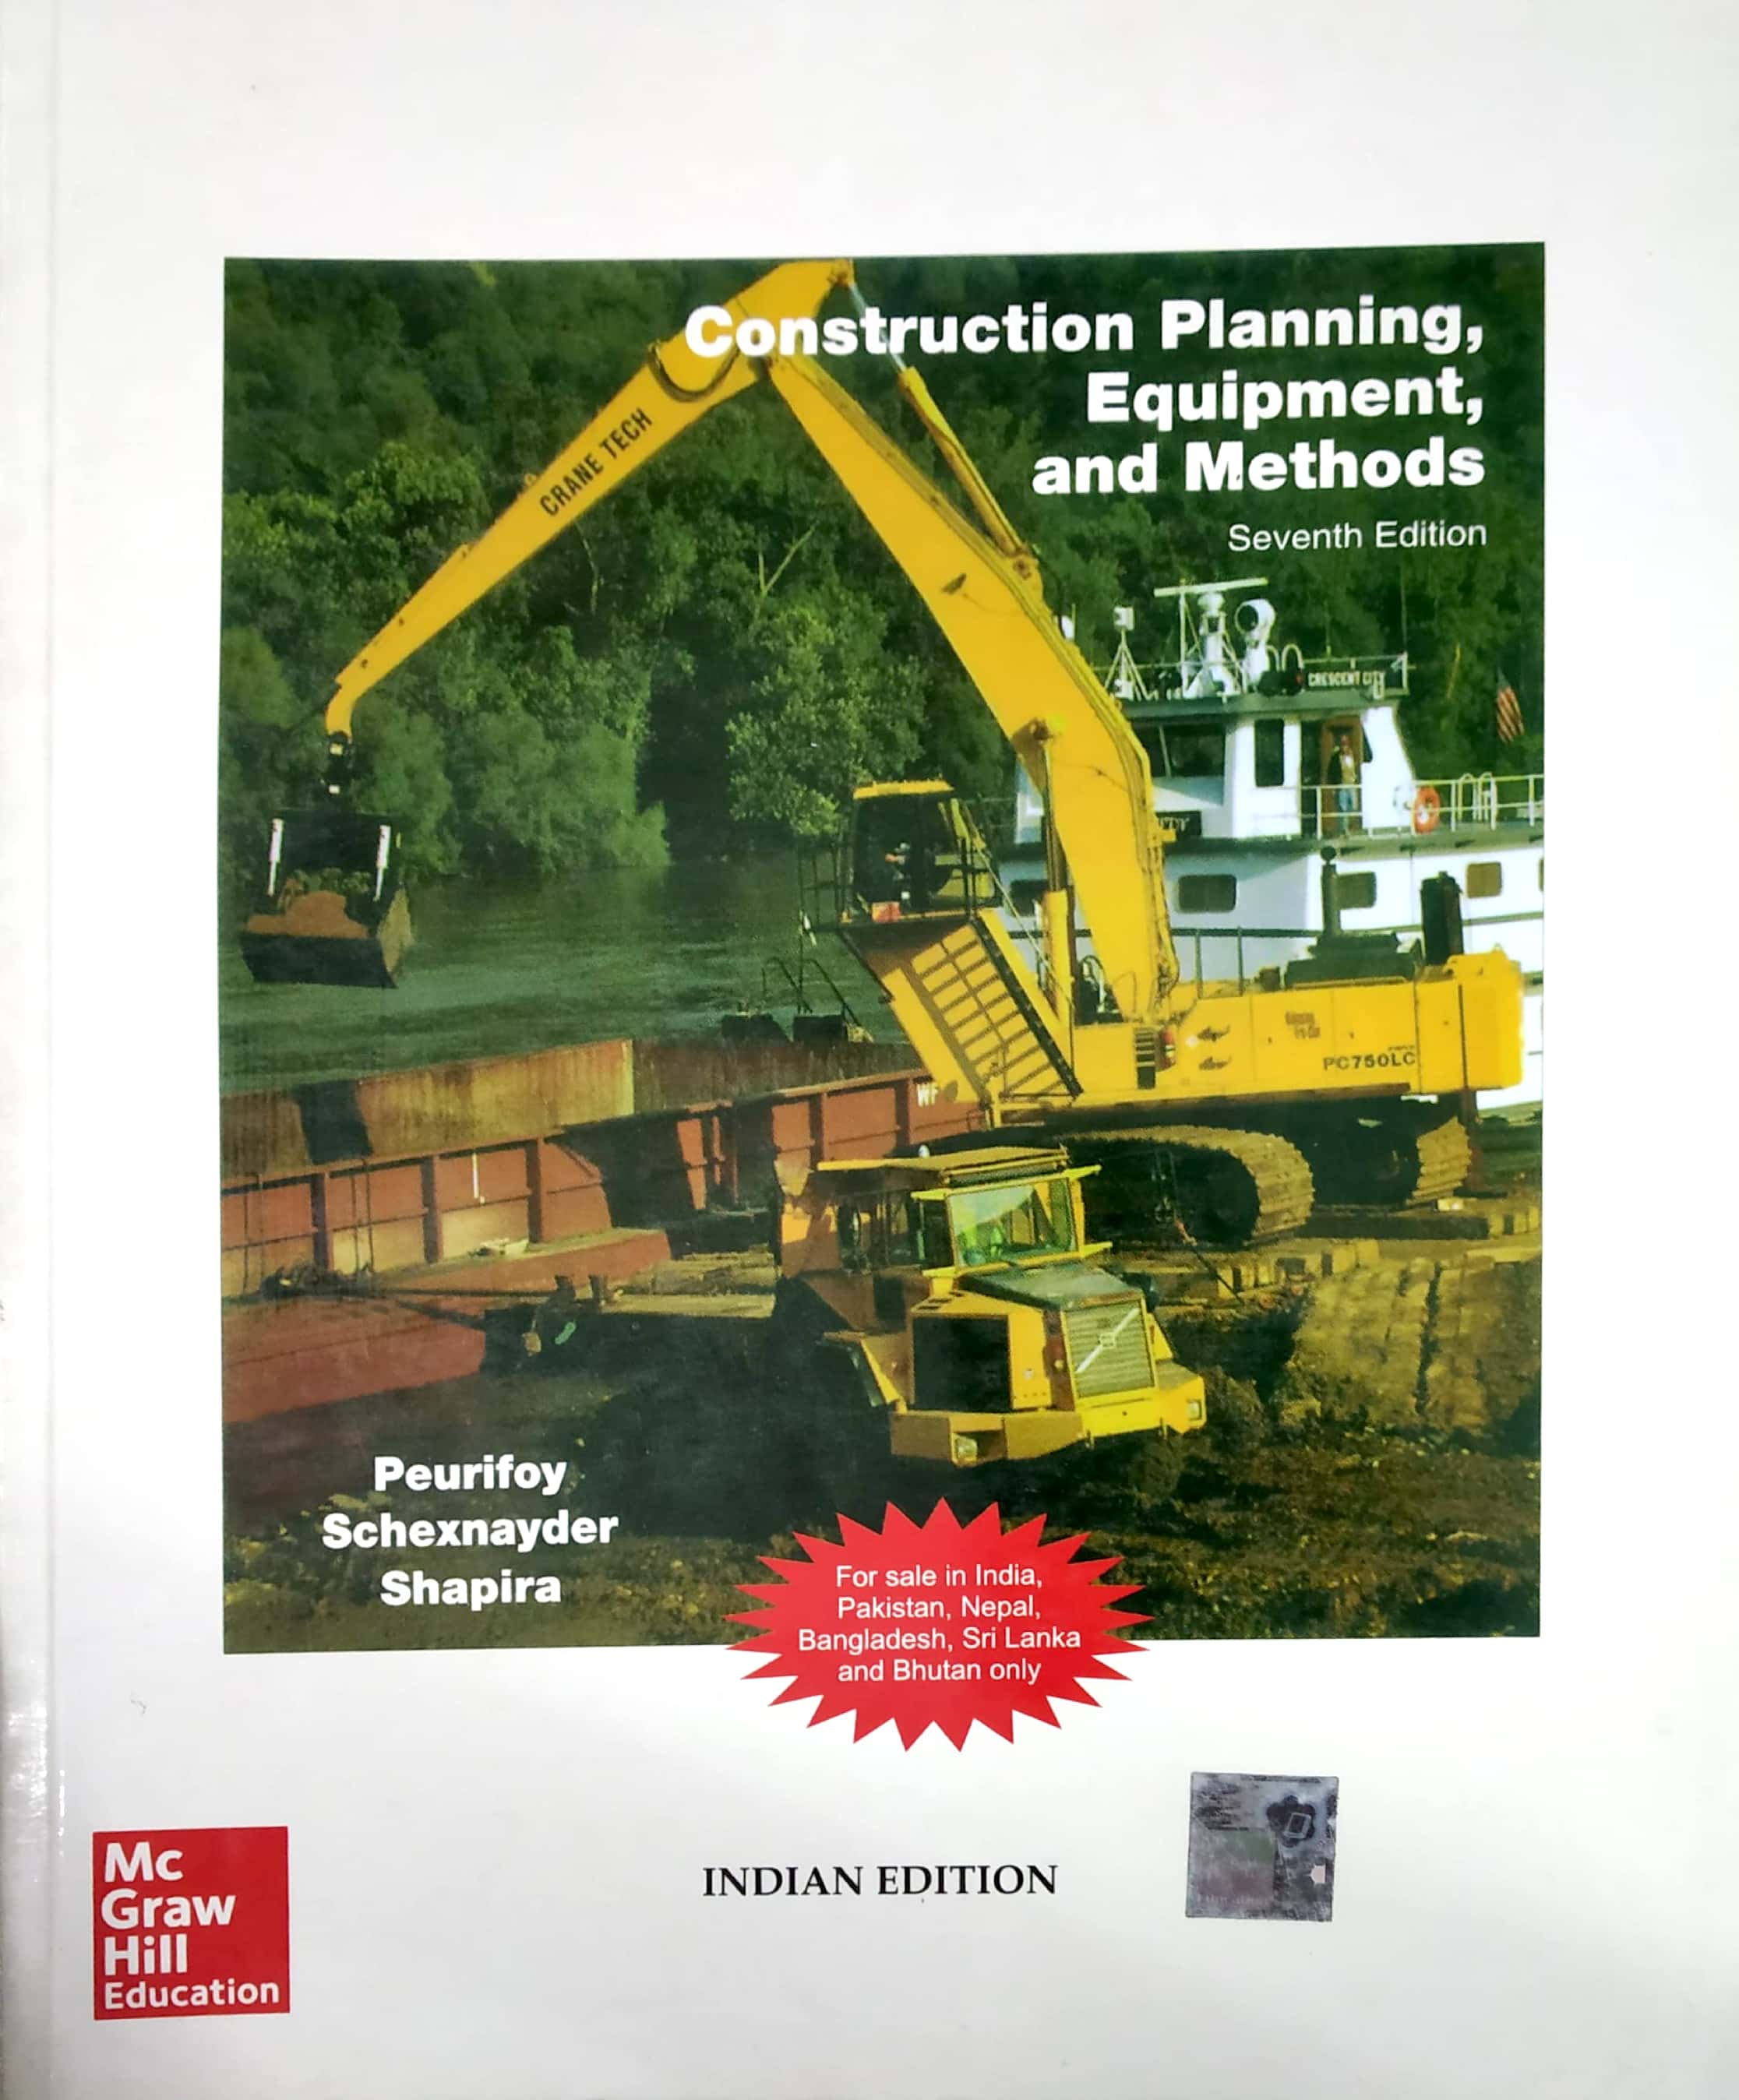 Construction Planning,
Equipment,
and Methods
Seventh Edition
CRANE TECH
CRESCENT CITY
PC750LC
WF
Peurifoy
Schexnayder
Shapira
For sale in India,
Pakistan, Nepal,
Bangladesh, Sri Lanka
and Bhutan only
Mc
Graw
Hill
Education
INDIAN EDITION